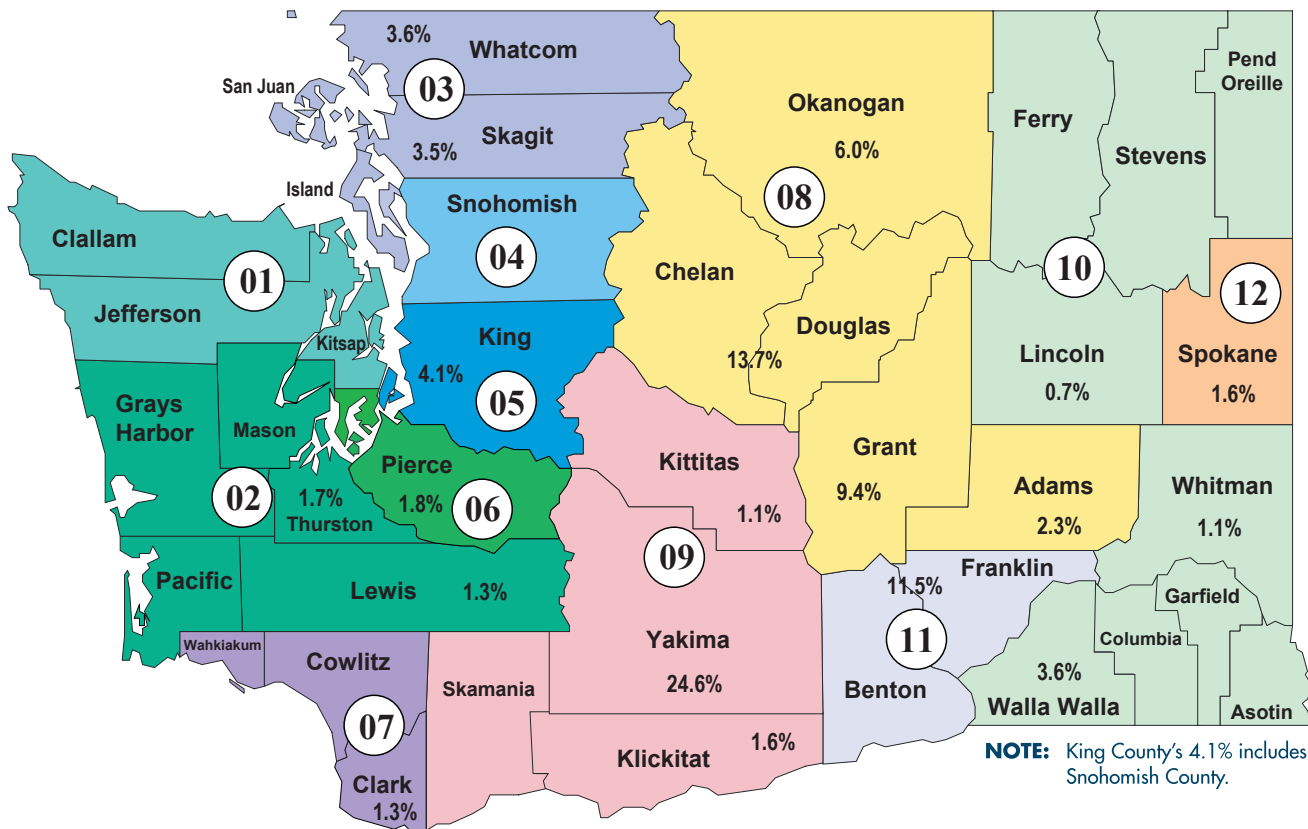 3.6%
Whatcom
San Juan
03
Skagit
3.5%
Island
Okanogan
6.0%
08
Pend
Oreille
Ferry
Stevens
Clallam
01
Jefferson
Kitsap
Snohomish
04
King
4.1%
05
Chelan
Douglas
13.7%
10
12
Lincoln
0.7%
Spokane
1.6%
Grays
Harbor
Mason
02
1.7%
Thurston
Pierce
1.8%
06
Kittitas
1.1%
Grant
9.4%
Adams
2.3%
Whitman
1.1%
Pacific
Lewis
1.3%
09
Yakima
24.6%
Franklin
11.5%
11
Benton
Garfield
Columbia
3.6%
Walla Walla
Asotin
Wahkiakum
Cowlitz
07
Clark
1.3%
Skamania
Klickitat
1.6%
NOTE: King County's 4.1% includes
Snohomish County.